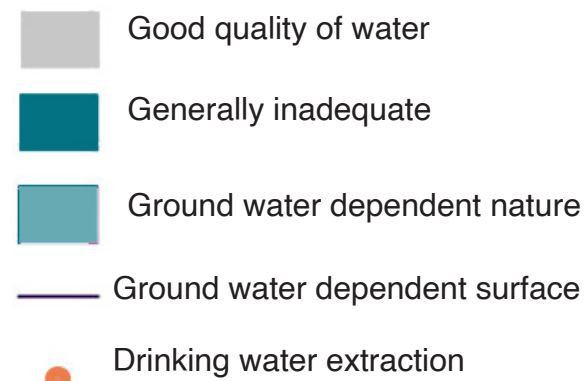 Good quality of water
Generally inadequate
Ground water dependent nature
Ground water dependent surface
Drinking water extraction